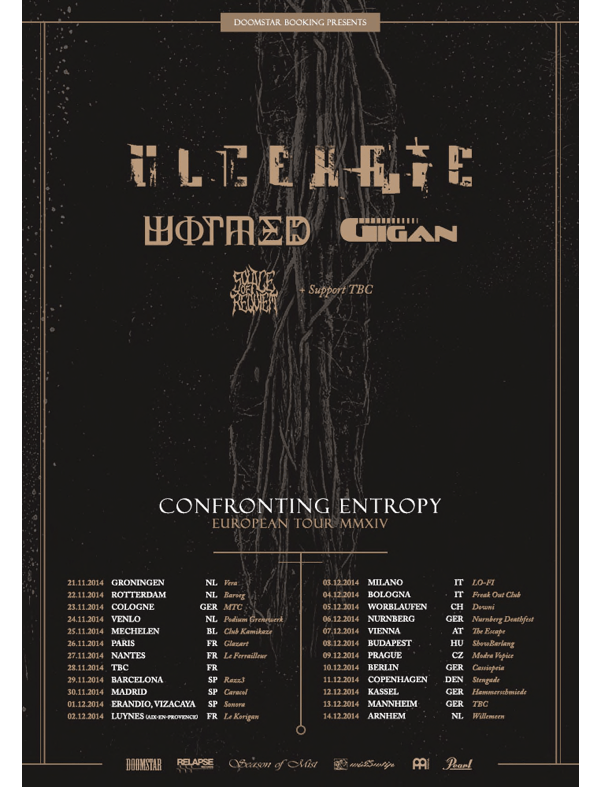 DOOMSTAR BOOKING PRESENTS
ULCERATE
WORMED GIGAN
SOLACE OF REQUIEM
+ Support TBC
CONFRONTING ENTROPY
EUROPEAN TOUR MMXIV
21.11.2014 GRONINGEN NL Vera
22.11.2014 ROTTERDAM NL Baroeg
23.11.2014 COLOGNE GER MTC
24.11.2014 VENLO NL Podium Grenswerk
25.11.2014 MECHELEN BL Club Kamikaze
26.11.2014 PARIS FR Glazart
27.11.2014 NANTES FR Le Ferrailleur
28.11.2014 TBC FR
29.11.2014 BARCELONA SP Razz3
30.11.2014 MADRID SP Caracol
01.12.2014 ERANDIO, VIZACAYA SP Sonora
02.12.2014 LUYNES (AIX-EN-PROVENCE) FR Le Korigan
03.12.2014 MILANO IT LO-FI
04.12.2014 BOLOGNA IT Freak Out Club
05.12.2014 WORBLAUFEN CH Downi
06.12.2014 NURNBERG GER Nurnberg Deathfest
07.12.2014 VIENNA AT The Escape
08.12.2014 BUDAPEST HU ShowBarlang
09.12.2014 PRAGUE CZ Modra Vopice
10.12.2014 BERLIN GER Cassiopeia
11.12.2014 COPENHAGEN DEN Stengade
12.12.2014 KASSEL GER Hammerschmiede
13.12.2014 MANNHEIM GER TBC
14.12.2014 ARNHEM NL Willemeen
DOOMSTAR RELAPSE Season of Mist Pearl